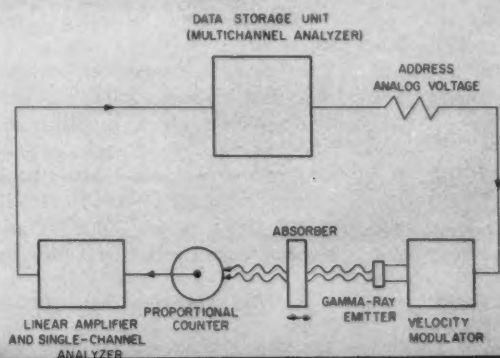 DATA STORAGE UNIT
(MULTICHANNEL ANALYZER)
ADDRESS
ANALOG VOLTAGE
ABSORBER
LINEAR AMPLIFIER
AND SINGLE-CHANNEL
ANALYZER
PROPORTIONAL
COUNTER
GAMMA-RAY
EMITTER
VELOCITY
MODULATOR